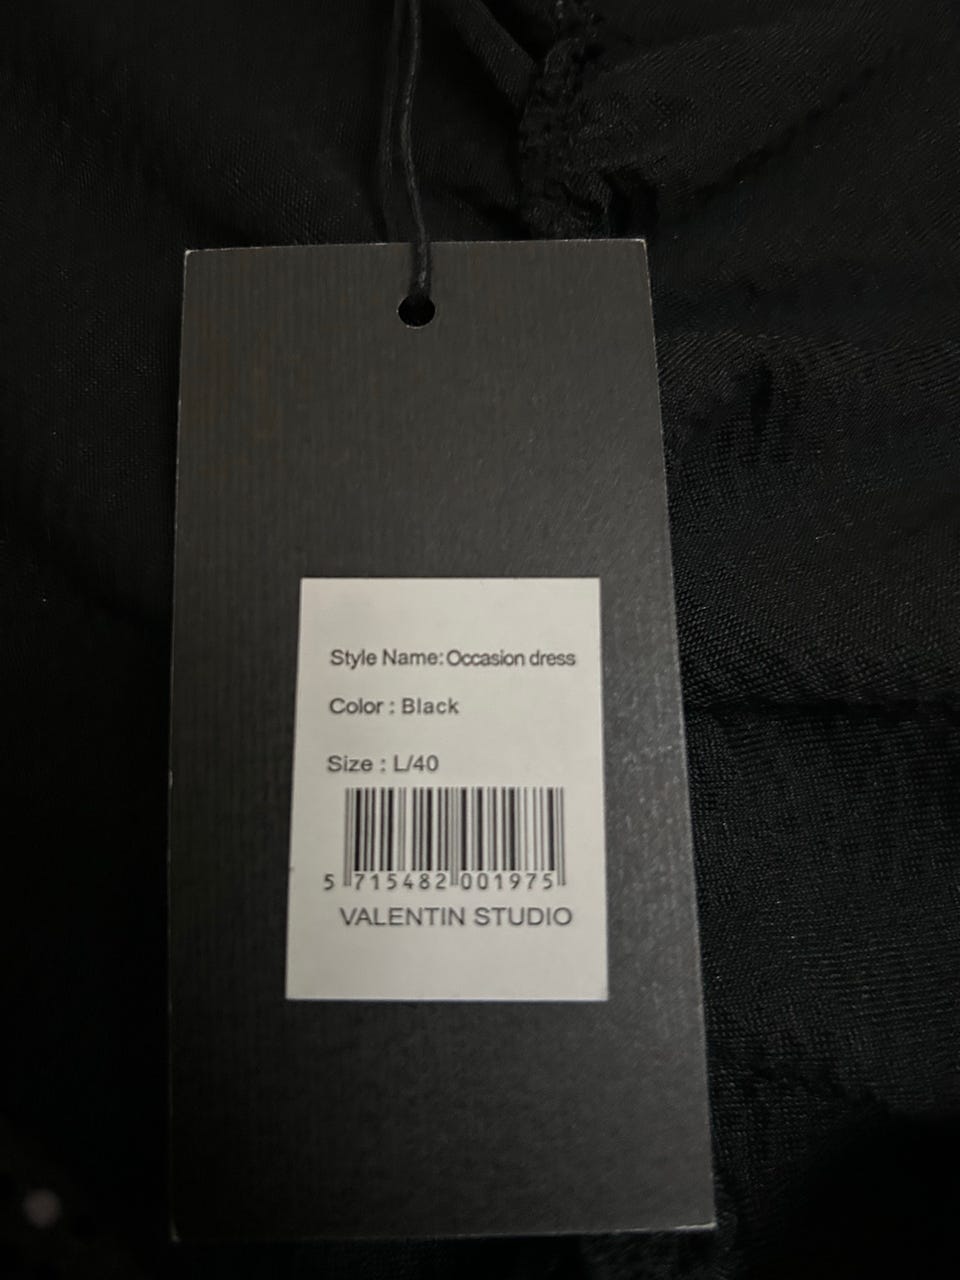 Style Name: Occasion dress
Color : Black
Size : L/40
5 715482 001975
VALENTIN STUDIO